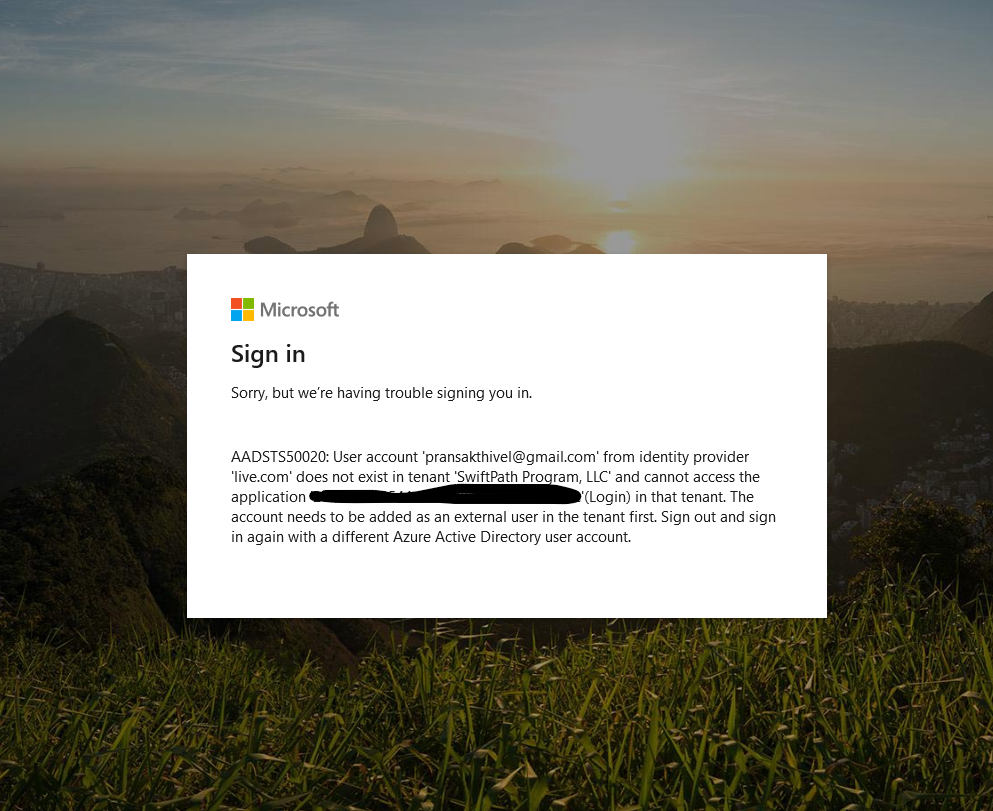 Microsoft
Sign in
Sorry, but we're having trouble signing you in.
AADSTS50020: User account 'pransakthivel@gmail.com' from identity provider
'live.com' does not exist in tenant 'SwiftPath Program, LLC' and cannot access the
application '(Login) in that tenant. The
account needs to be added as an external user in the tenant first. Sign out and sign
in again with a different Azure Active Directory user account.